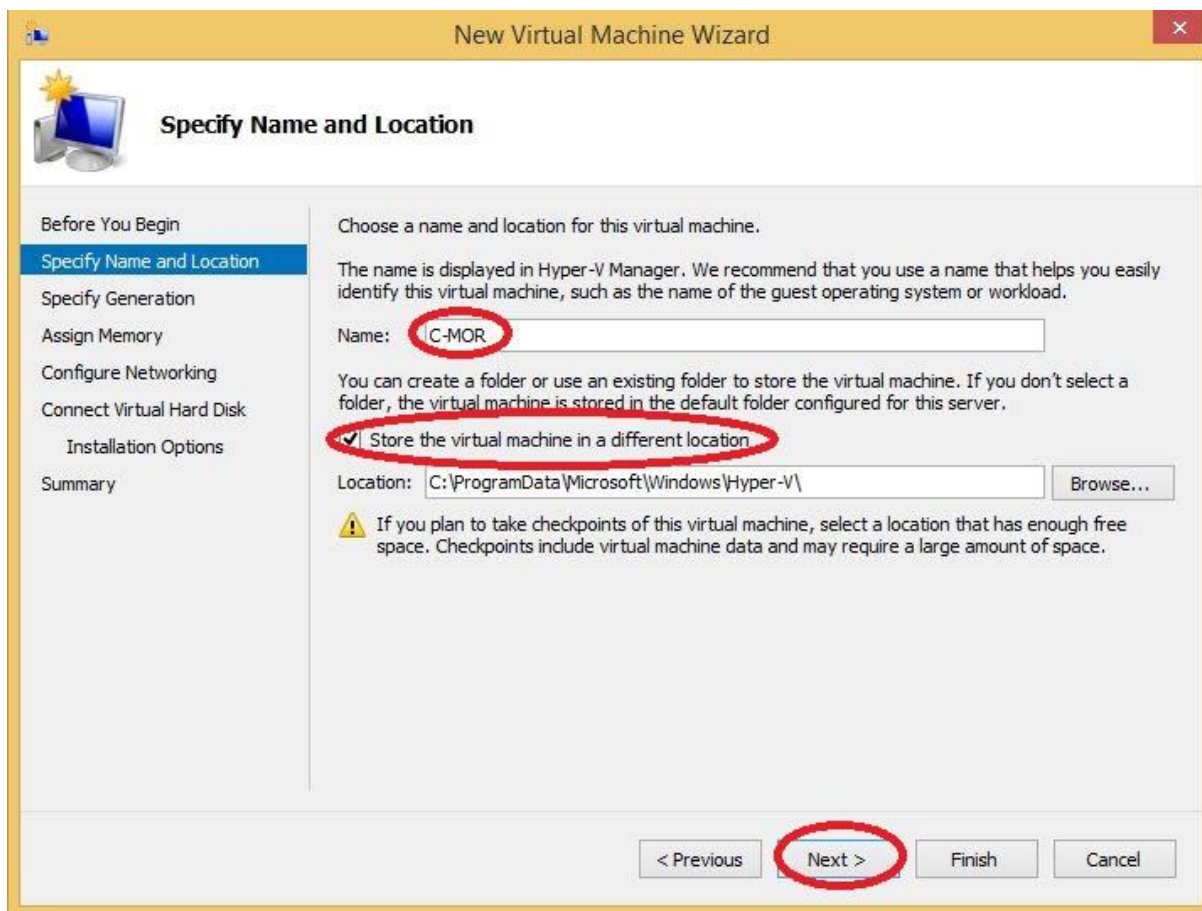 New Virtual Machine Wizard
Specify Name and Location
Before You Begin
Specify Name and Location
Specify Generation
Assign Memory
Configure Networking
Connect Virtual Hard Disk
Installation Options
Summary
Choose a name and location for this virtual machine.
The name is displayed in Hyper-V Manager. We recommend that you use a name that helps you easily
identify this virtual machine, such as the name of the guest operating system or workload.
Name: C-MOR
You can create a folder or use an existing folder to store the virtual machine. If you don't select a
folder, the virtual machine is stored in the default folder configured for this server.
Store the virtual machine in a different location
Location: C:\ProgramData\Microsoft\Windows\Hyper-V\ Browse...
If you plan to take checkpoints of this virtual machine, select a location that has enough free
space. Checkpoints include virtual machine data and may require a large amount of space.
< Previous Next > Finish Cancel